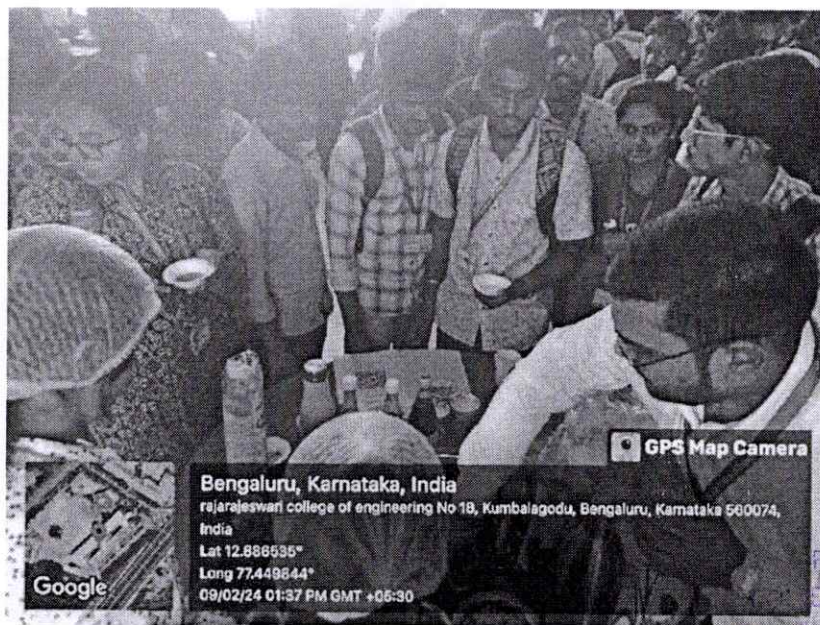 GPS Map Camera
Bengaluru, Karnataka, India
rajarajeswari college of engineering No 18, Kumbalagodu, Bengaluru, Karnataka 560074,
India
Lat 12.886535°
Long 77.449844°
09/02/24 01:37 PM GMT +05:30
Google